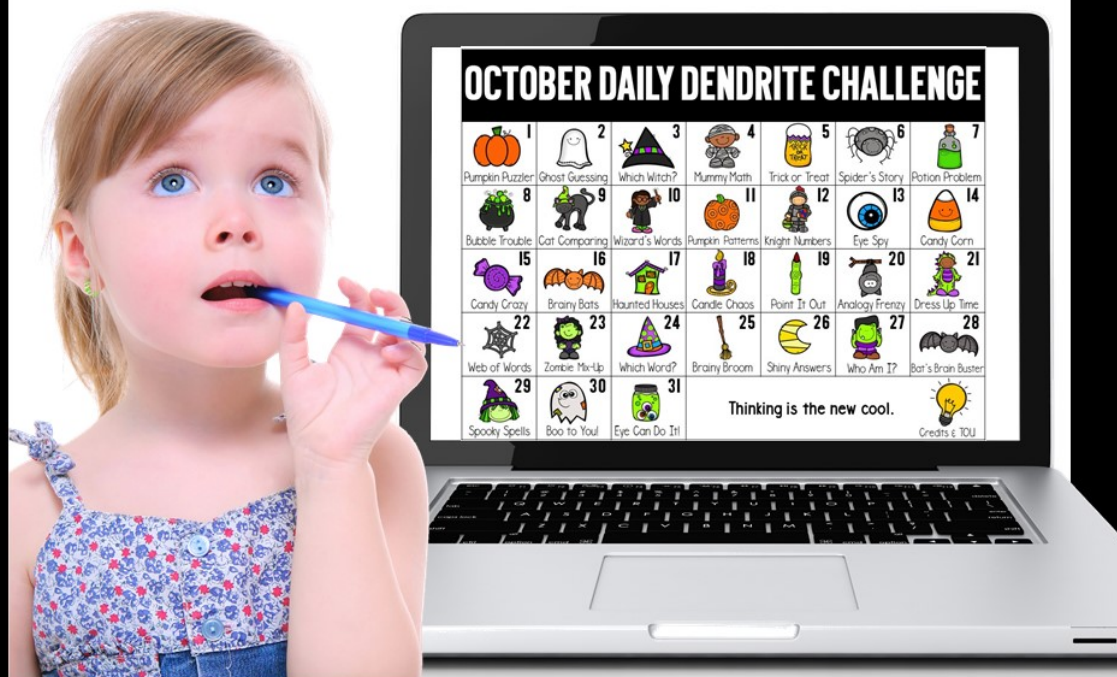 OCTOBER DAILY DENDRITE CHALLENGE
1 2 3 4 5 6 7
Pumpkin Puzzler Ghost Guessing Which Witch? Mummy Math Trick or Treat Spider's Story Potion Problem
8 9 10 11 12 13 14
Bubble Trouble Cat Comparing Wizard's Words Pumpkin Patterns Knight Numbers Eye Spy Candy Corn
15 16 17 18 19 20 21
Candy Crazy Brainy Bats Haunted Houses Candle Chaos Point It Out Analogy Frenzy Dress Up Time
22 23 24 25 26 27 28
Web of Words Zombie Mix-Up Which Word? Brainy Broom Shiny Answers Who Am I? Bat's Brain Buster
29 30 31
Thinking is the new cool.
Spooky Spells Boo to You! Eye Can Do It! Credits & TOU